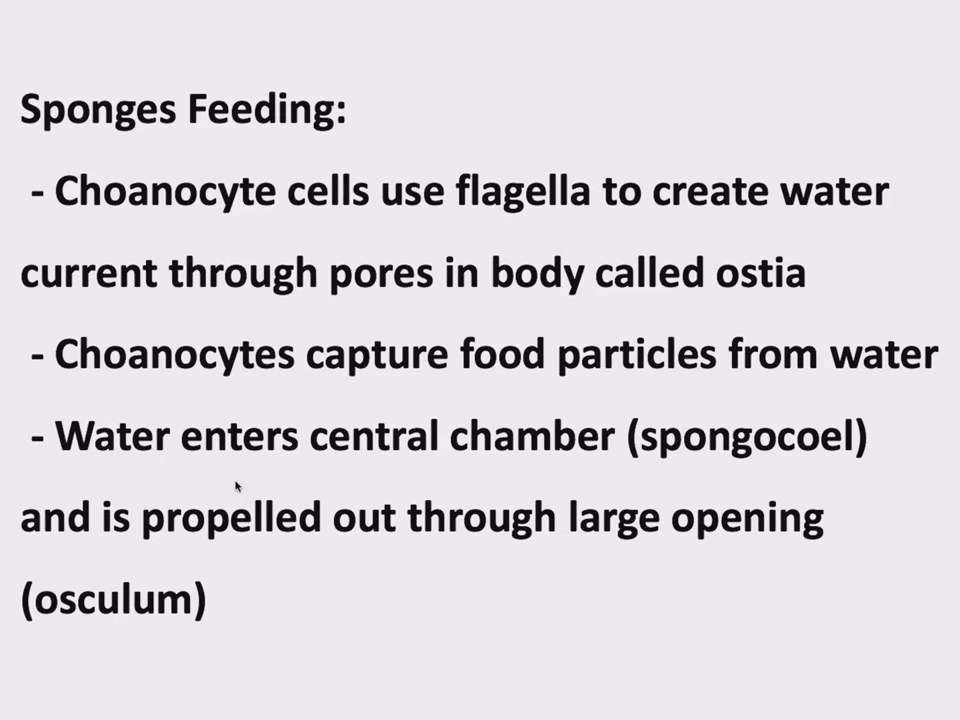 Sponges Feeding:
- Choanocyte cells use flagella to create water
current through pores in body called ostia
- Choanocytes capture food particles from water
- Water enters central chamber (spongocoel)
and is propelled out through large opening
(osculum)